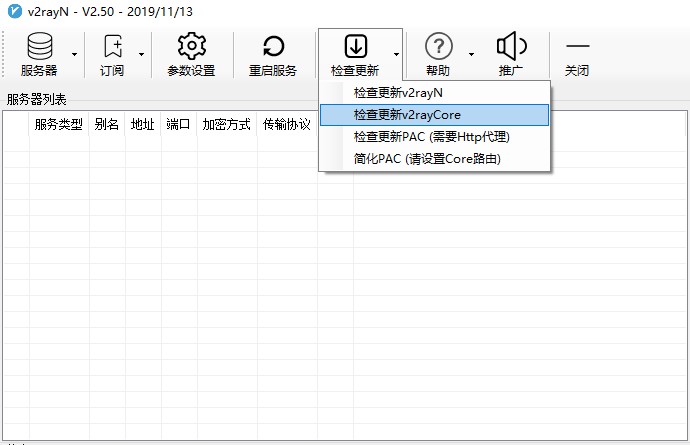 v2rayN - V2.50 - 2019/11/13
服务器 订阅 参数设置 重启服务 检查更新 帮助 推广 关闭
检查更新v2rayN
服务器列表
检查更新v2rayCore
服务类型 别名 地址 端口 加密方式 传输协议
检查更新PAC (需要Http代理)
简化PAC (请设置Core路由)